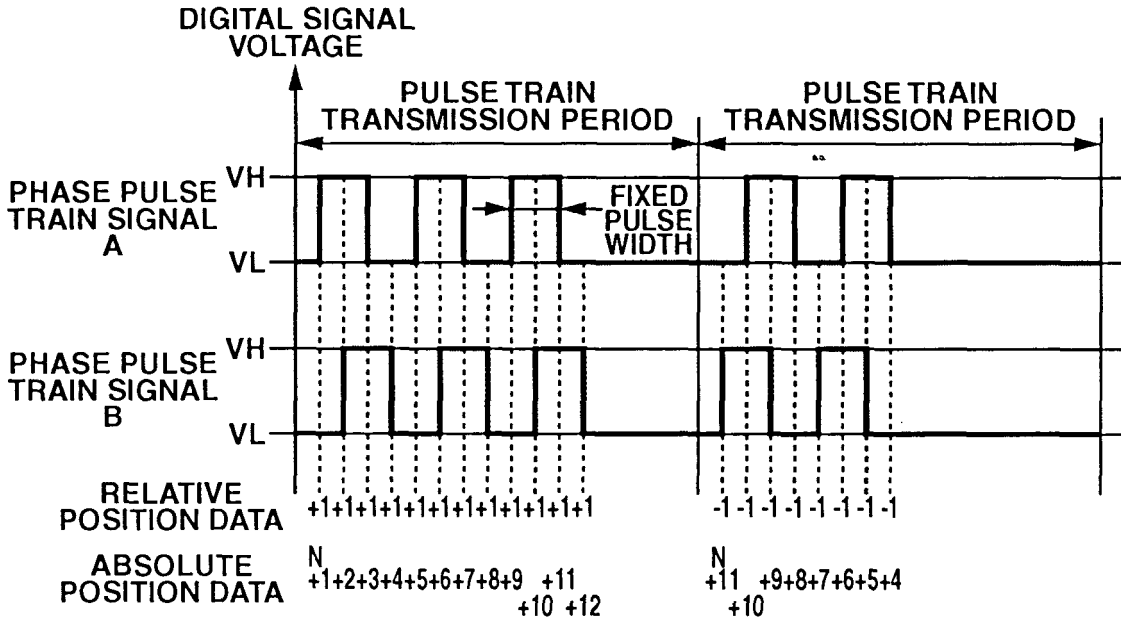 DIGITAL SIGNAL
VOLTAGE
PULSE TRAIN
TRANSMISSION PERIOD
PULSE TRAIN
TRANSMISSION PERIOD
PHASE PULSE
TRAIN SIGNAL
A
VH
VL
FIXED
PULSE
WIDTH
PHASE PULSE
TRAIN SIGNAL
B
VH
VL
RELATIVE
POSITION DATA
+1+1+1+1+1+1+1+1+1+1+1+1
-1 -1 -1 -1 -1 -1 -1 -1
ABSOLUTE
POSITION DATA
N
+1+2+3+4+5+6+7+8+9 +11
+10 +12
N
+11 +9+8+7+6+5+4
+10